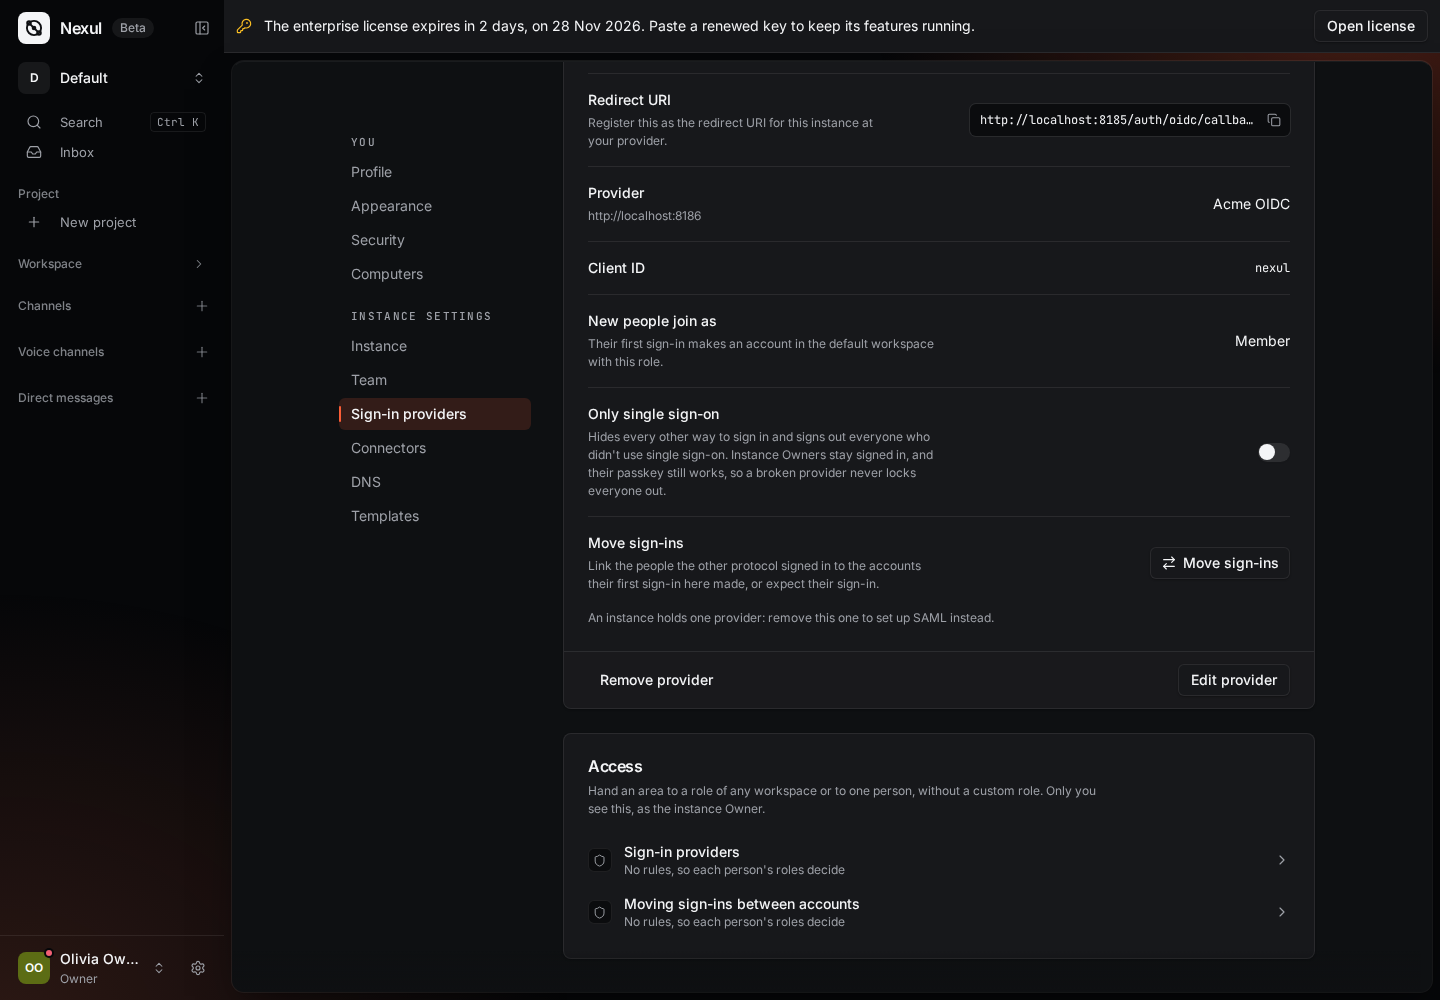 Nexul
Beta
The enterprise license expires in 2 days, on 28 Nov 2026. Paste a renewed key to keep its features running.
Open license
D
Default
Search
Ctrl K
Inbox
Project
New project
Workspace
Channels
Voice channels
Direct messages
OO
Olivia Ow...
Owner
YOU
Profile
Appearance
Security
Computers
INSTANCE SETTINGS
Instance
Team
Sign-in providers
Connectors
DNS
Templates
Redirect URI
Register this as the redirect URI for this instance at
your provider.
http://localhost:8185/auth/oidc/callba…
Provider
http://localhost:8186
Acme OIDC
Client ID
nexul
New people join as
Their first sign-in makes an account in the default workspace
with this role.
Member
Only single sign-on
Hides every other way to sign in and signs out everyone who
didn't use single sign-on. Instance Owners stay signed in, and
their passkey still works, so a broken provider never locks
everyone out.
Move sign-ins
Link the people the other protocol signed in to the accounts
their first sign-in here made, or expect their sign-in.
Move sign-ins
An instance holds one provider: remove this one to set up SAML instead.
Remove provider
Edit provider
Access
Hand an area to a role of any workspace or to one person, without a custom role. Only you
see this, as the instance Owner.
Sign-in providers
No rules, so each person's roles decide
Moving sign-ins between accounts
No rules, so each person's roles decide